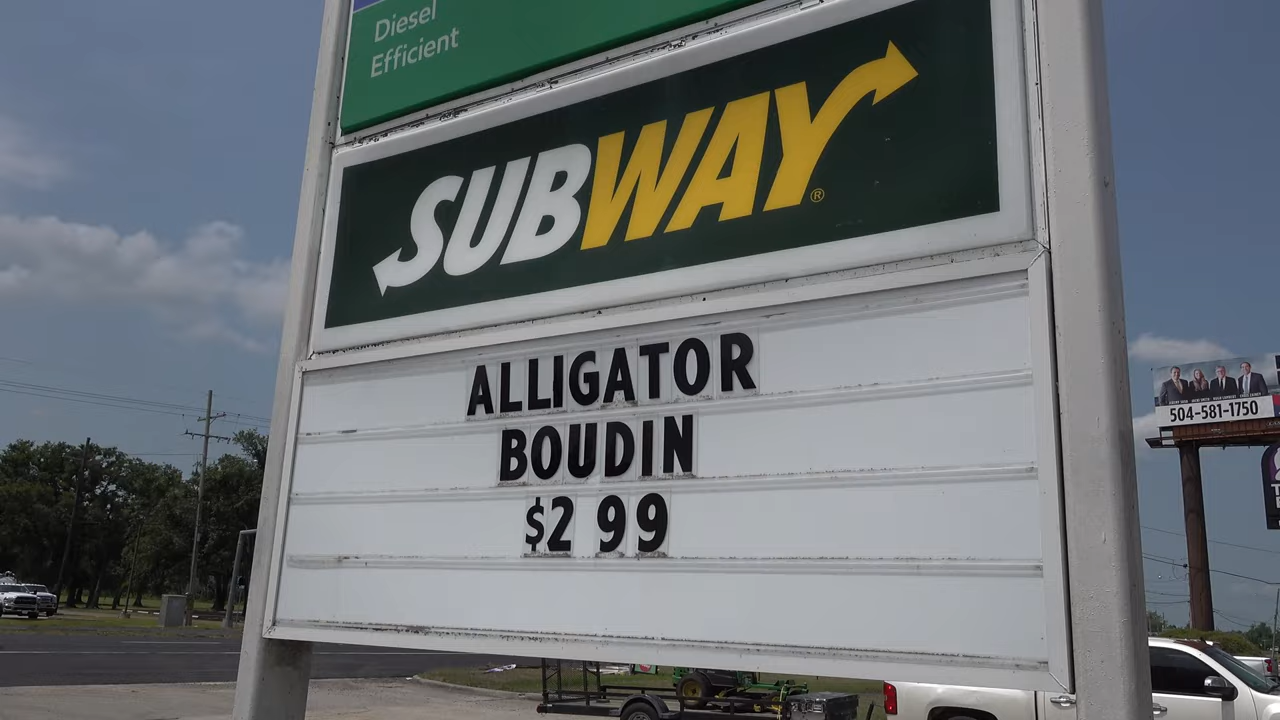 Diesel
Efficient
SUBWAY®
ALLIGATOR
BOUDIN
$2 99
504-581-1750